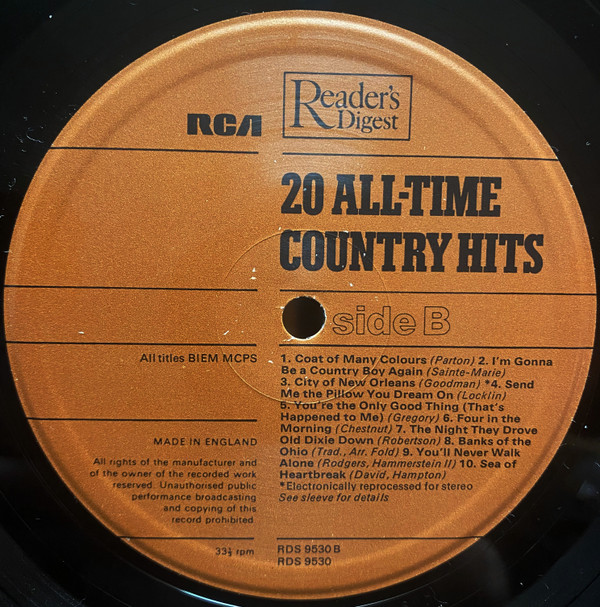 RCA
Reader's
Digest
20 ALL-TIME
COUNTRY HITS
side B
All titles BIEM MCPS
1. Coat of Many Colours (Parton) 2. I'm Gonna
Be a Country Boy Again (Sainte-Marie)
3. City of New Orleans (Goodman) *4. Send
Me the Pillow You Dream On (Locklin)
5. You're the Only Good Thing (That's
Happened to Me) (Gregory) 6. Four in the
Morning (Chestnut) 7. The Night They Drove
Old Dixie Down (Robertson) 8. Banks of the
Ohio (Trad., Arr. Fold) 9. You'll Never Walk
Alone (Rodgers, Hammerstein II) 10. Sea of
Heartbreak (David, Hampton)
*Electronically reprocessed for stereo
See sleeve for details
MADE IN ENGLAND
All rights of the manufacturer and
of the owner of the recorded work
reserved. Unauthorised public
performance broadcasting
and copying of this
record prohibited
33⅓ rpm
RDS 9530 B
RDS 9530